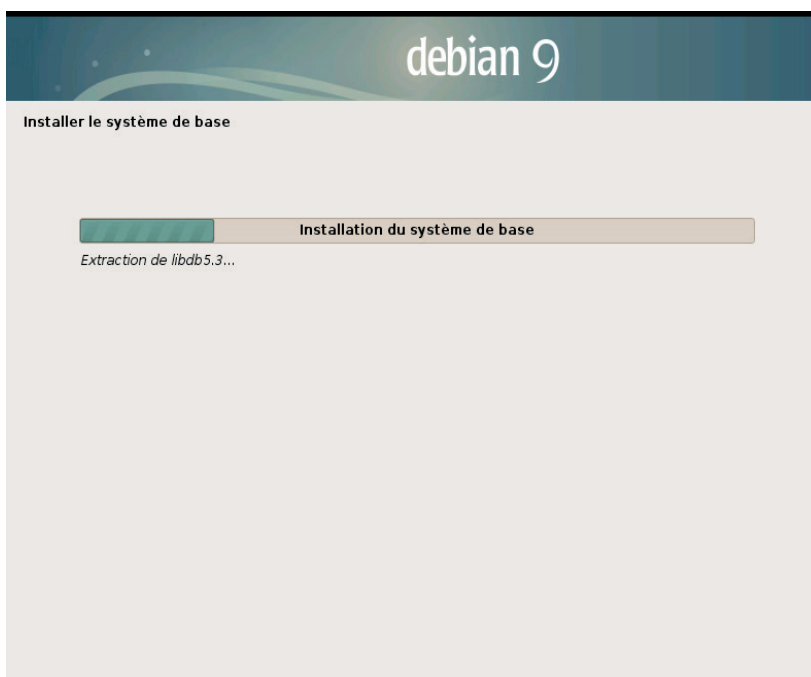 debian 9
Installer le système de base
Installation du système de base
Extraction de libdb5.3...